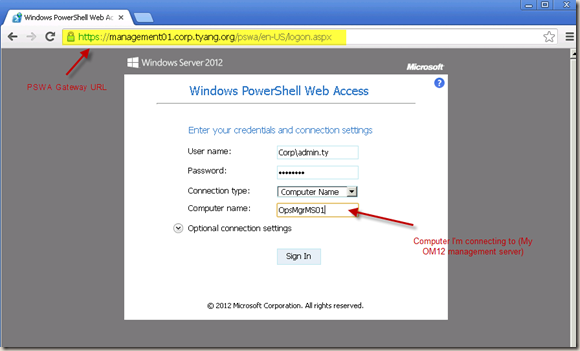 Windows PowerShell Web Ac
https://management01.corp.tyang.org/pswa/en-US/logon.aspx
PSWA Gateway URL
Windows Server 2012
Microsoft
?
Windows PowerShell Web Access
Enter your credentials and connection settings
User name:
Corp\admin.ty
Password:
••••••••
Connection type:
Computer Name
Computer name:
OpsMgrMS01
Computer I'm connecting to (My
OM12 management server)
Optional connection settings
Sign In
© 2012 Microsoft Corporation. All rights reserved.